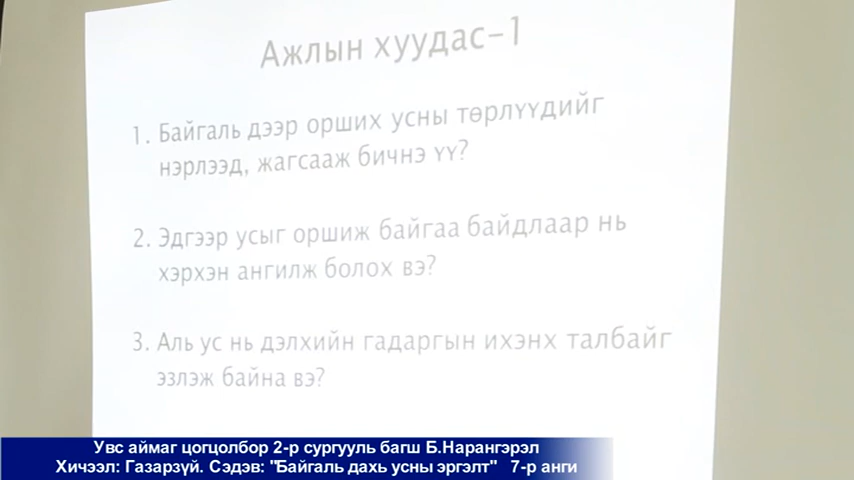 Ажлын хуудас-1
1. Байгаль дээр орших усны төрлүүдийг
нэрлээд, жагсааж бичнэ үү?
2. Эдгээр усыг оршиж байгаа байдлаар нь
хэрхэн ангилж болох вэ?
3. Аль ус нь дэлхийн гадаргын ихэнх талбайг
эзлэж байна вэ?
Увс аймаг цогцолбор 2-р сургууль багш Б.Нарангэрэл
Хичээл: Газарзүй. Сэдэв: "Байгаль дахь усны эргэлт" 7-р анги